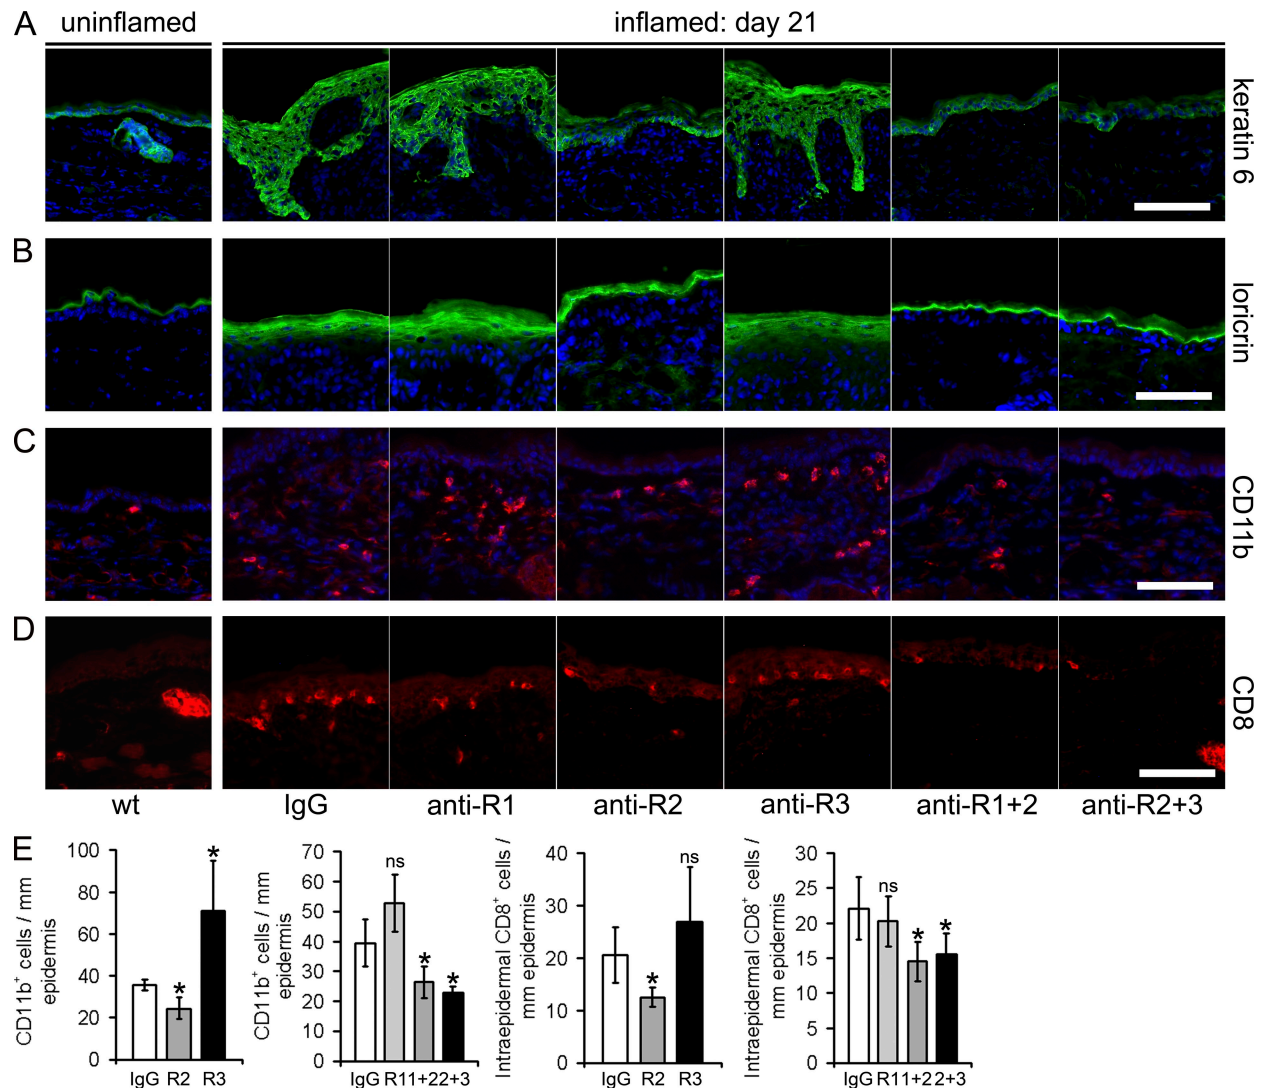 A uninflamed inflamed: day 21
keratin 6
B
loricrin
C
CD11b
D
CD8
wt IgG anti-R1 anti-R2 anti-R3 anti-R1+2 anti-R2+3
E
CD11b+ cells / mm
epidermis
100
80
60
40
20
0
*
*
IgG R2 R3
CD11b+ cells / mm
epidermis
70
60
50
40
30
20
10
0
ns
*
*
IgG R1 1+2 2+3
Intraepidermal CD8+ cells /
mm epidermis
40
30
20
10
0
*
ns
IgG R2 R3
Intraepidermal CD8+ cells /
mm epidermis
30
25
20
15
10
5
0
ns
*
*
IgG R1 1+2 2+3